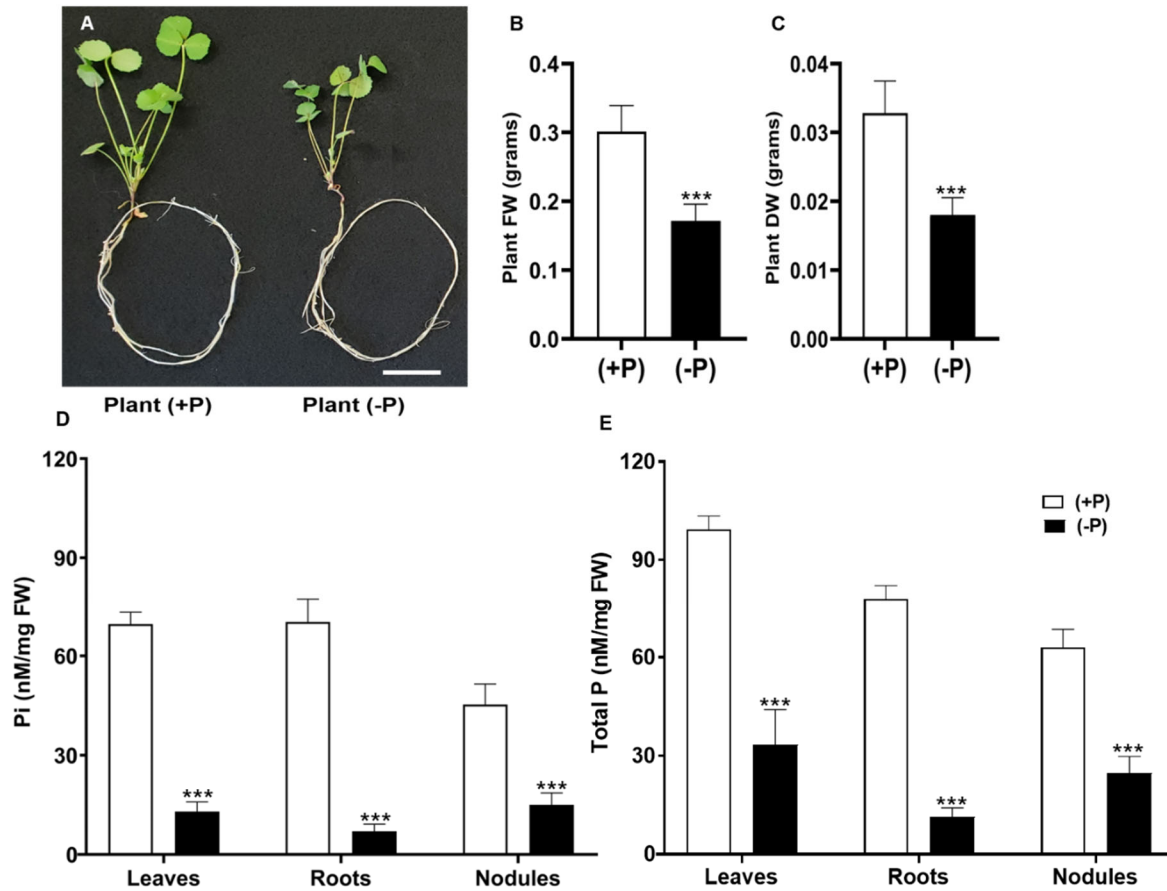 A
Plant (+P)
Plant (-P)
B
Plant FW (grams)
0.4
0.3
0.2
0.1
0.0
***
(+P)
(-P)
C
Plant DW (grams)
0.04
0.03
0.02
0.01
0.00
***
(+P)
(-P)
D
Pi (nM/mg FW)
120
90
60
30
0
***
***
***
Leaves
Roots
Nodules
E
Total P (nM/mg FW)
120
90
60
30
0
***
***
***
Leaves
Roots
Nodules
(+P)
(-P)